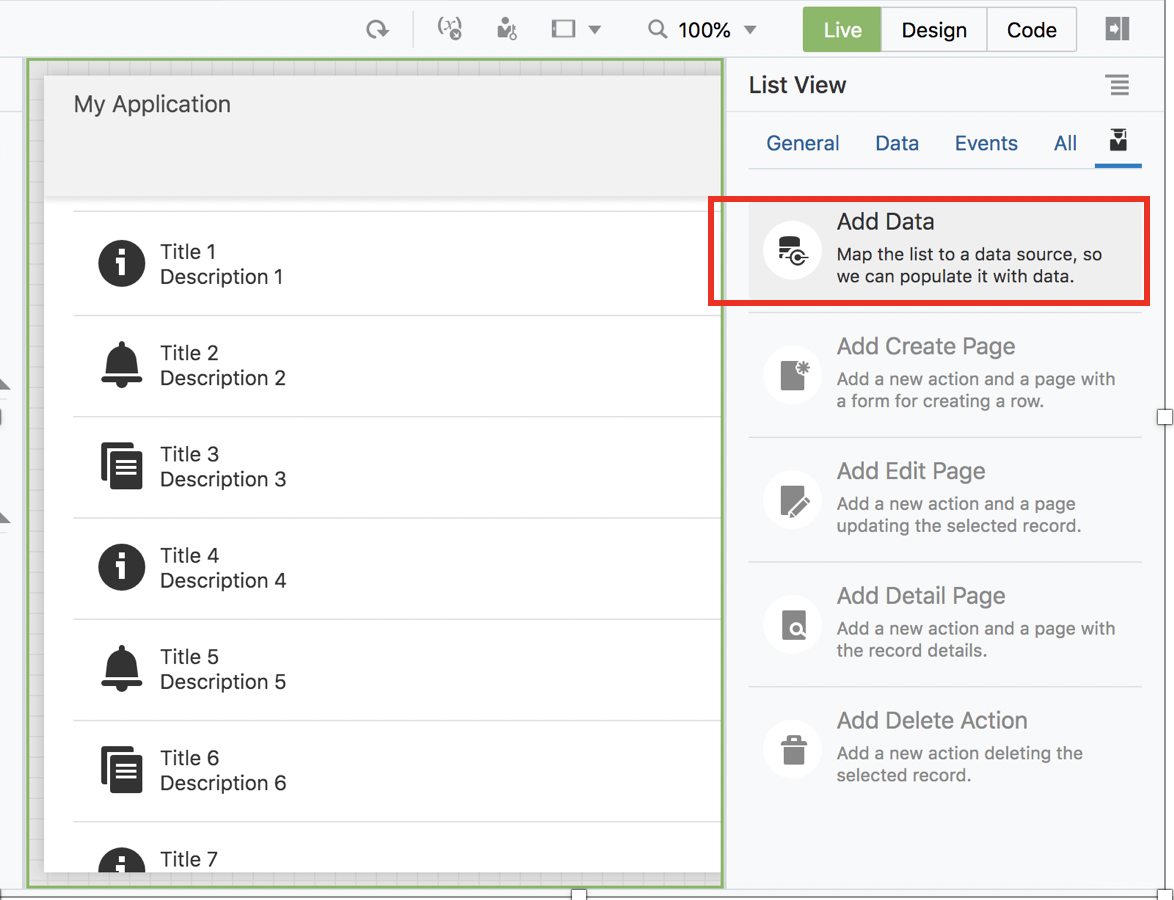 (x)
100%
Live
Design
Code
My Application
Title 1
Description 1
Title 2
Description 2
Title 3
Description 3
Title 4
Description 4
Title 5
Description 5
Title 6
Description 6
Title 7
List View
General
Data
Events
All
Add Data
Map the list to a data source, so
we can populate it with data.
Add Create Page
Add a new action and a page with
a form for creating a row.
Add Edit Page
Add a new action and a page
updating the selected record.
Add Detail Page
Add a new action and a page with
the record details.
Add Delete Action
Add a new action deleting the
selected record.